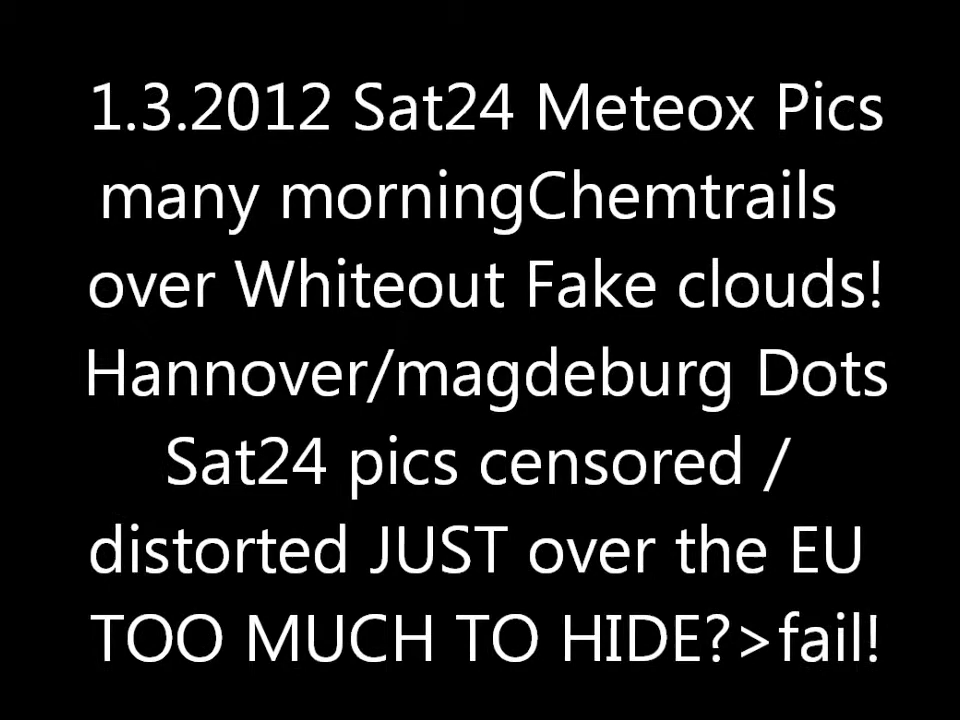 1.3.2012 Sat24 Meteox Pics
many morningChemtrails
over Whiteout Fake clouds!
Hannover/magdeburg Dots
Sat24 pics censored /
distorted JUST over the EU
TOO MUCH TO HIDE?>fail!